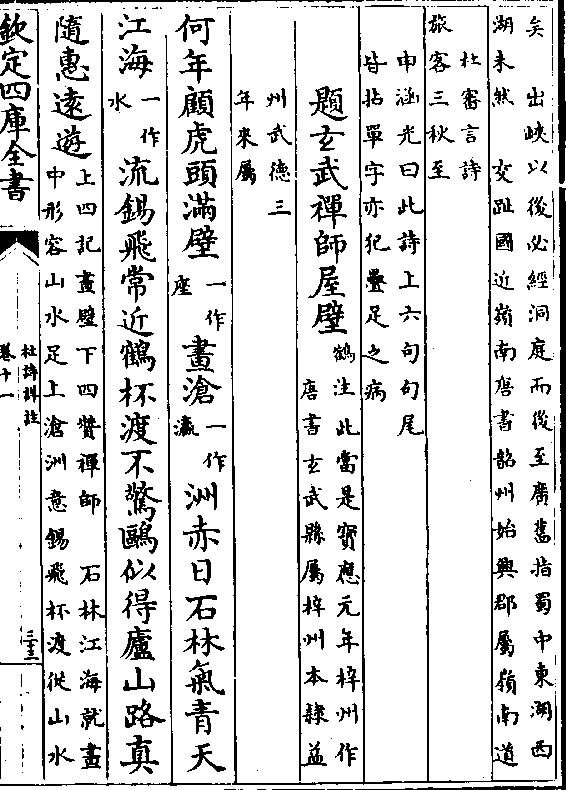 矣　出峽以後必經洞庭而後至廣舊指蜀中東湖西
湖未然　交趾國近嶺南唐書韶州始興郡屬嶺南道
杜審言詩
旅客三秋至
申涵光曰此詩上六句句尾
皆拈單字亦犯疊足之病
題玄武禪師屋壁
鶴注此當是寶應元年梓州作
唐書玄武縣屬梓州本隸益
州武德三
年來屬
何年顧虎頭滿壁一作座畫滄一作瀛洲赤日石林氣青天
江海一作水流錫飛常近鶴杯渡不驚鷗似得廬山路真
隨惠遠遊
上四記畫壁下四贊禪師　石林江海就畫
中形容山水足上滄洲意錫飛杯渡從山水
欽定四庫全書
杜詩詳註
卷十一
三十三